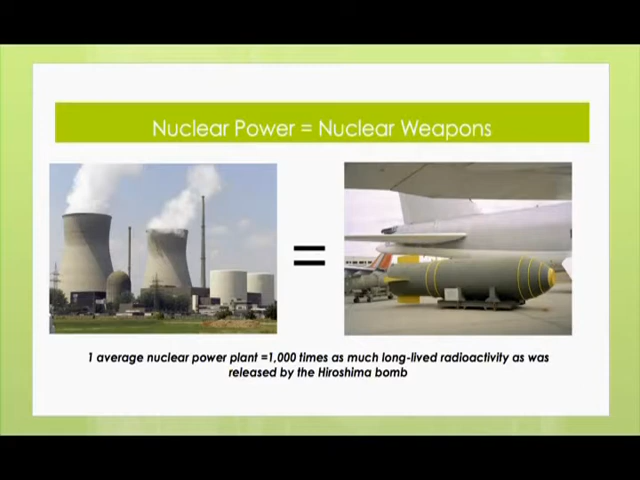 Nuclear Power = Nuclear Weapons
=
1 average nuclear power plant =1,000 times as much long-lived radioactivity as was
released by the Hiroshima bomb